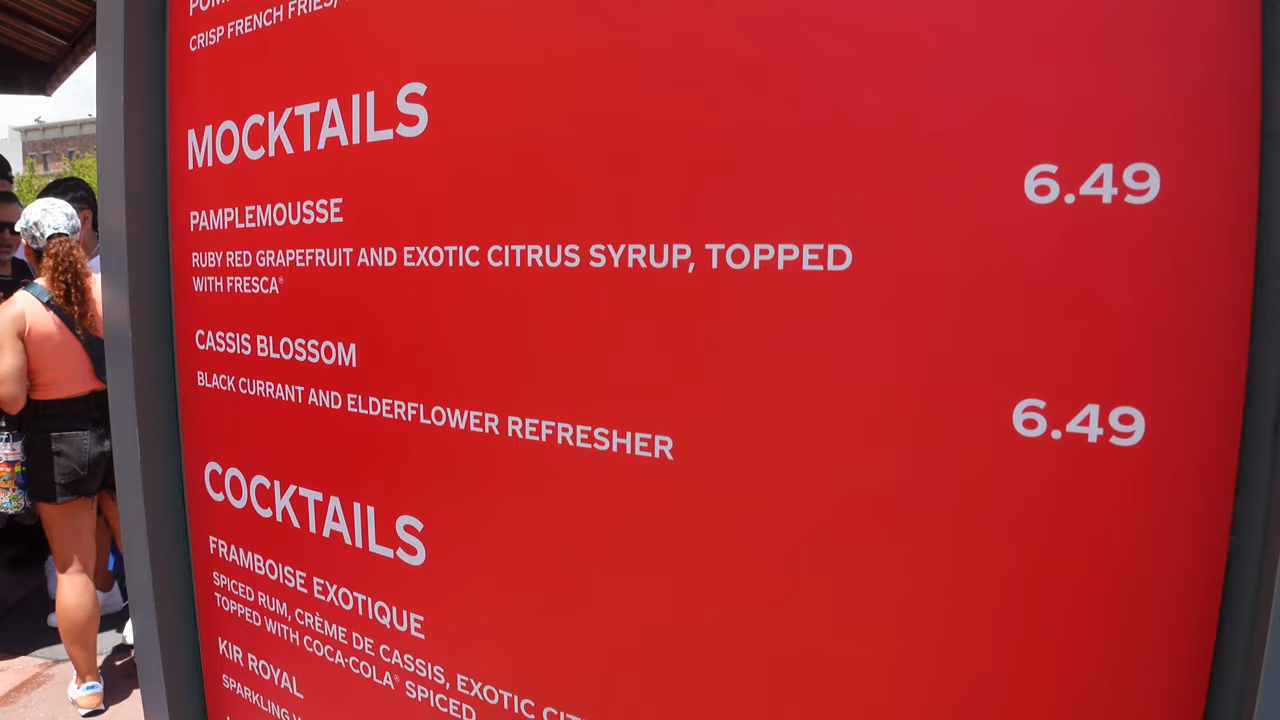 CRISP FRENCH FRIES,
MOCKTAILS
PAMPLEMOUSSE 6.49
RUBY RED GRAPEFRUIT AND EXOTIC CITRUS SYRUP, TOPPED
WITH FRESCA®
CASSIS BLOSSOM 6.49
BLACK CURRANT AND ELDERFLOWER REFRESHER
COCKTAILS
FRAMBOISE EXOTIQUE
SPICED RUM, CRÈME DE CASSIS, EXOTIC
TOPPED WITH COCA-COLA® SPICED
KIR ROYAL
SPARKLING